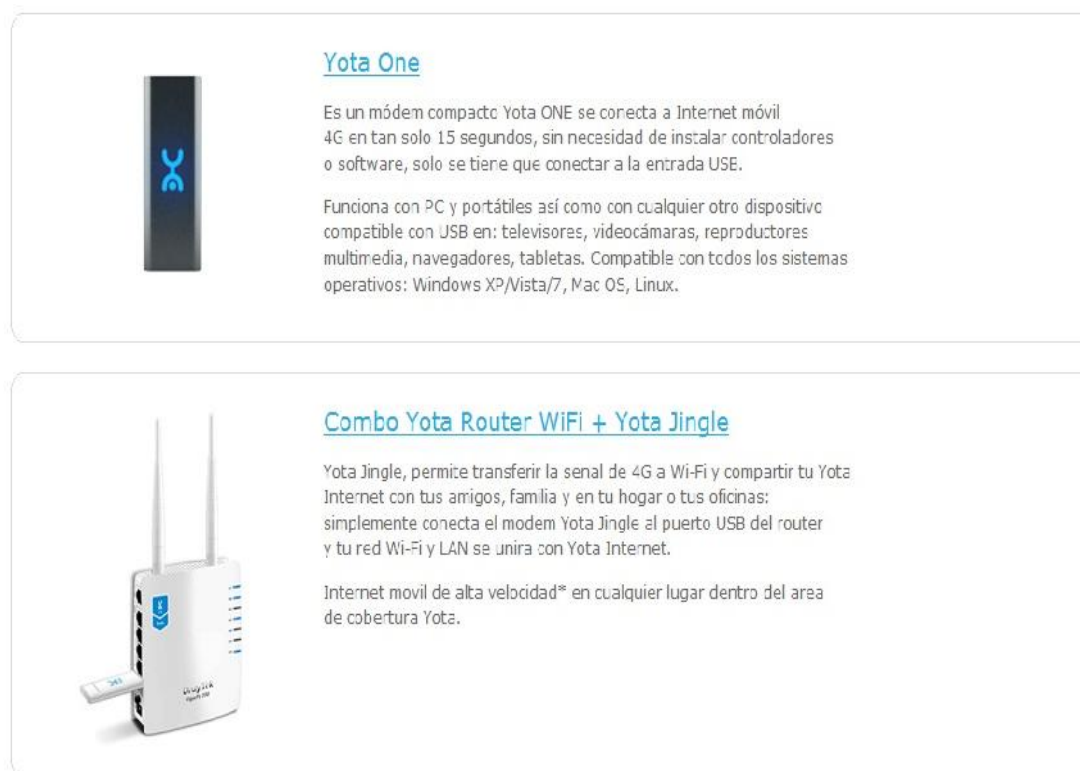 Yota One
Es un módem compacto Yota ONE se conecta a Internet móvil
4G en tan solo 15 segundos, sin necesidad de instalar controladores
o software, solo se tiene que conectar a la entrada USE.
Funciona con PC y portátiles así como con cualquier otro dispositivo
compatible con USB en: televisores, videocámaras, reproductores
multimedia, navegadores, tabletas. Compatible con todos los sistemas
operativos: Windows XP/Vista/7, Mac OS, Linux.
Combo Yota Router WiFi + Yota Jingle
Yota Jingle, permite transferir la senal de 4G a Wi-Fi y compartir tu Yota
Internet con tus amigos, familia y en tu hogar o tus oficinas:
simplemente conecta el modem Yota Jingle al puerto USB del router
y tu red Wi-Fi y LAN se unira con Yota Internet.
Internet movil de alta velocidad* en cualquier lugar dentro del area
de cobertura Yota.
DrayTek